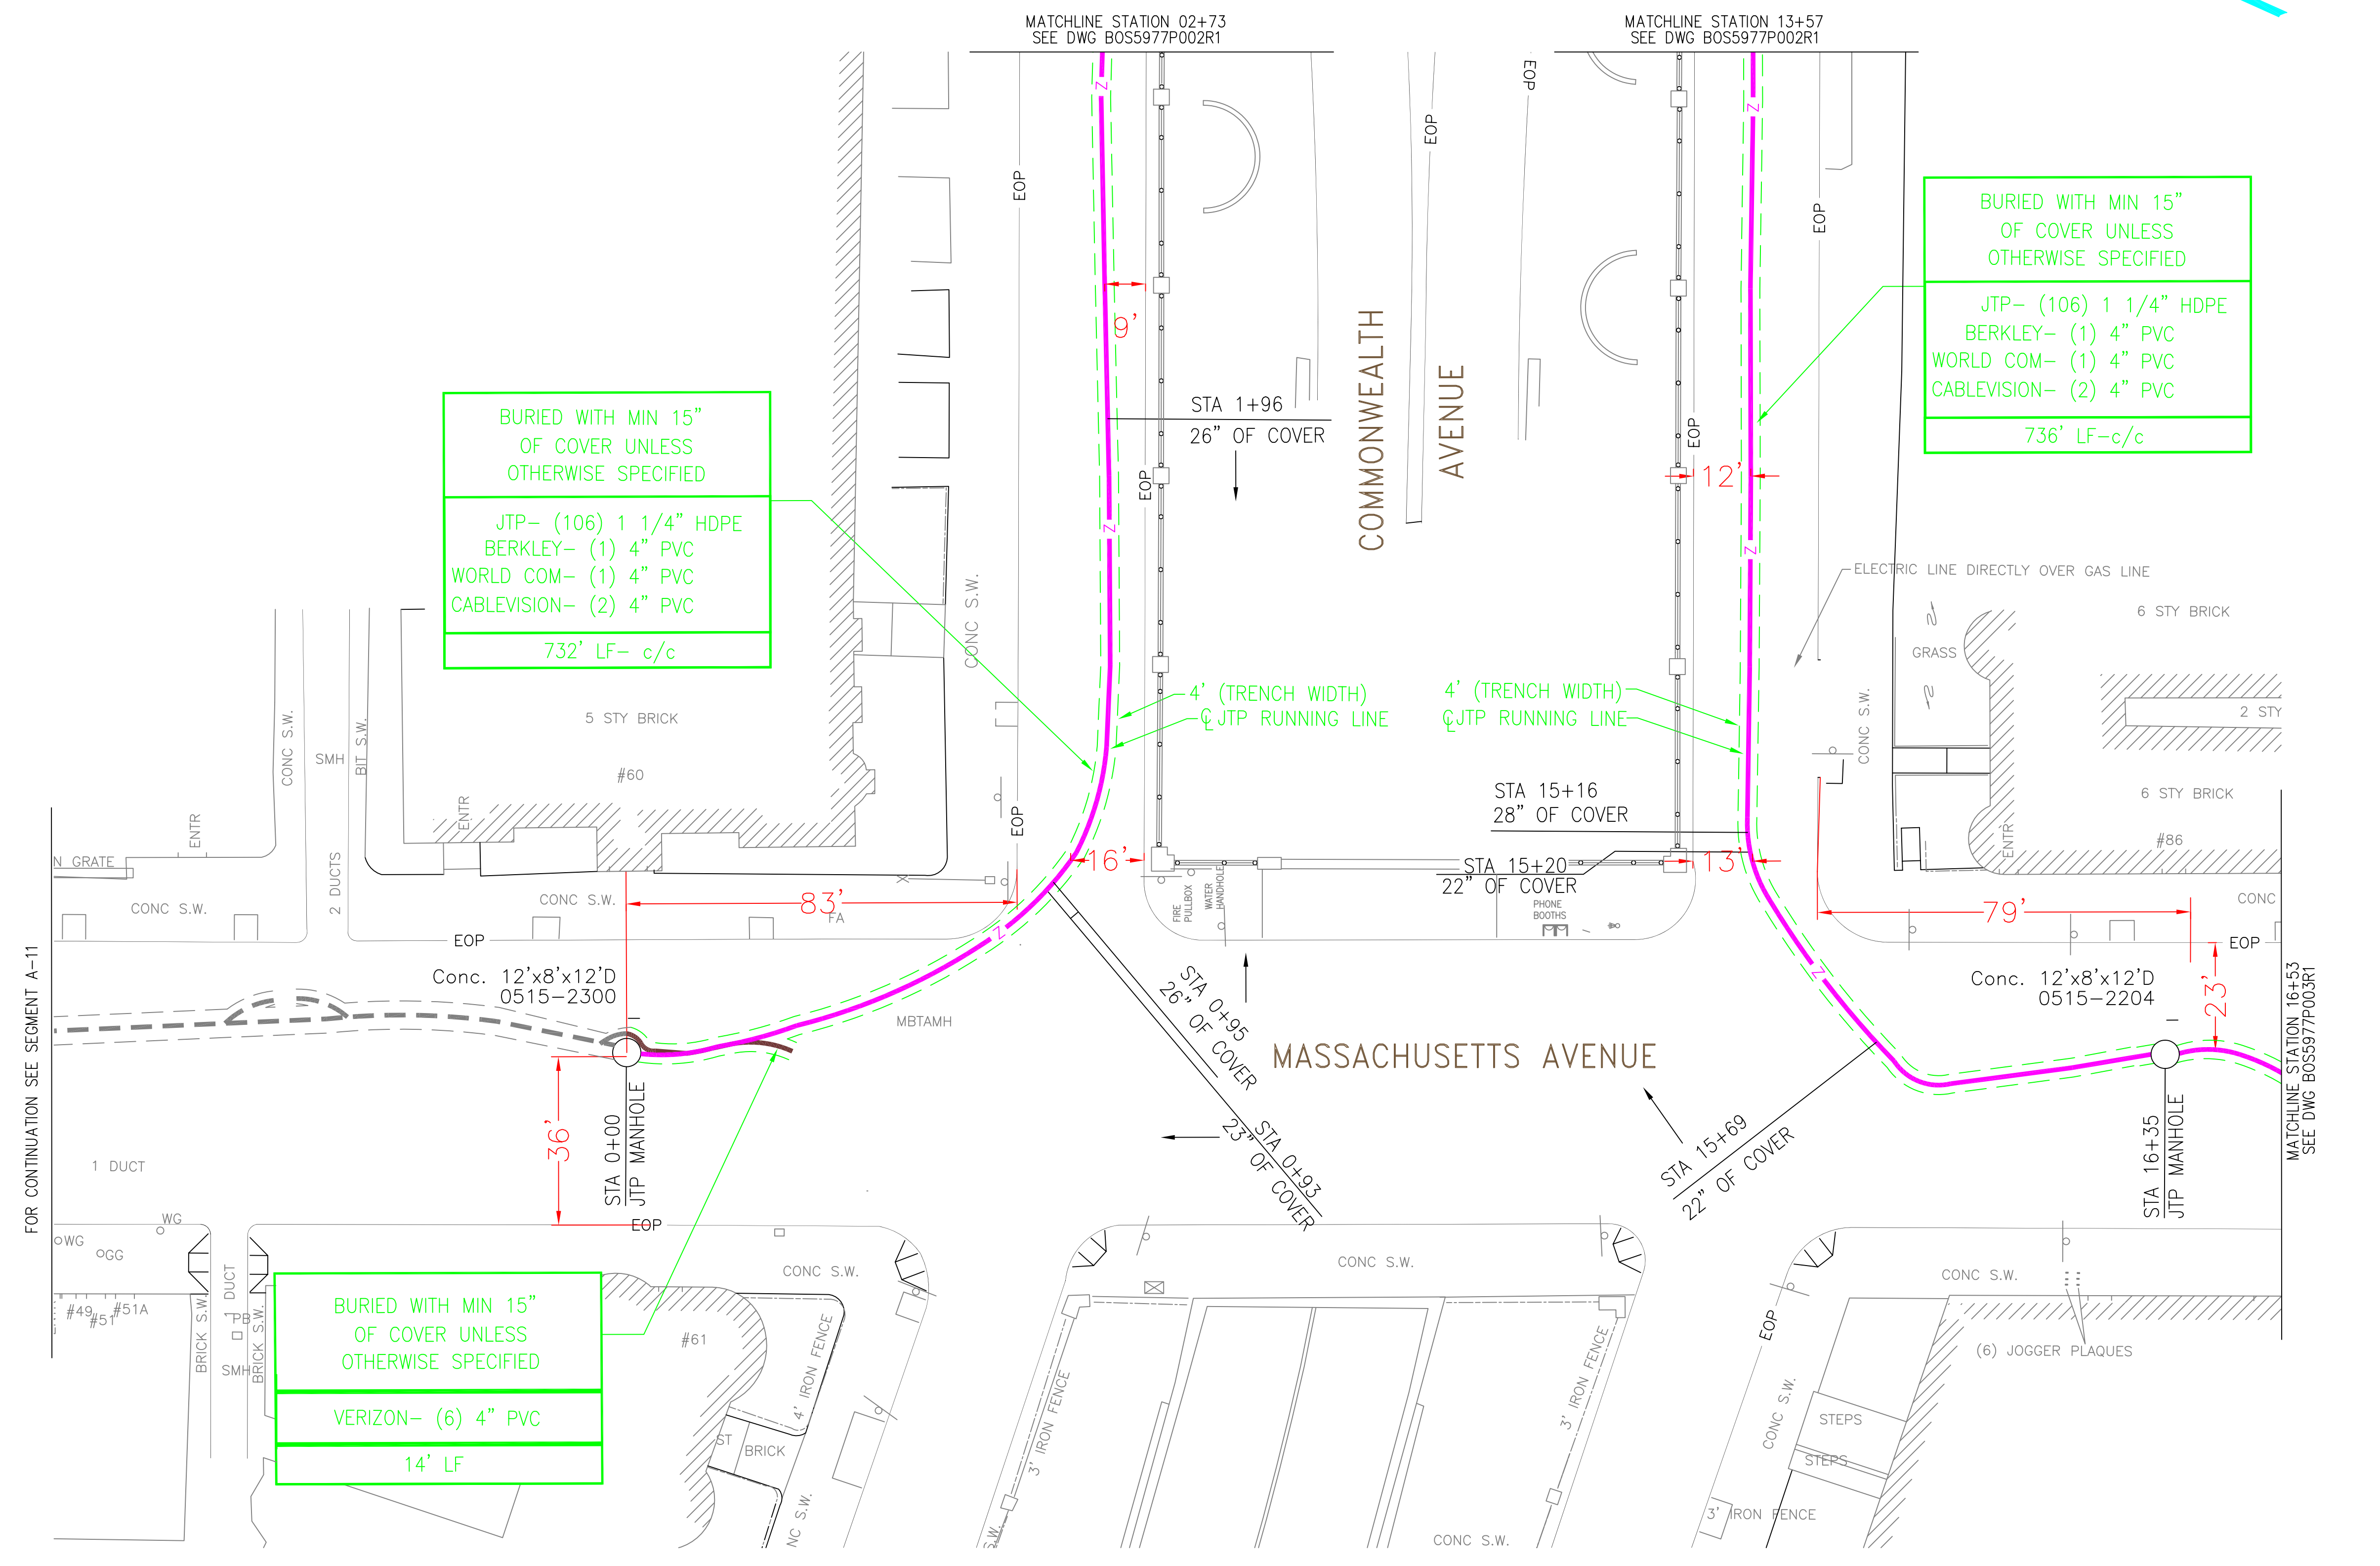 MATCHLINE STATION 02+73
SEE DWG BOS5977P002R1
MATCHLINE STATION 13+57
SEE DWG BOS5977P002R1
EOP
EOP
EOP
EOP
Z
Z
BURIED WITH MIN 15"
OF COVER UNLESS
OTHERWISE SPECIFIED
JTP- (106) 1 1/4" HDPE
BERKLEY- (1) 4" PVC
WORLD COM- (1) 4" PVC
CABLEVISION- (2) 4" PVC
736' LF-c/c
9'
COMMONWEALTH
AVENUE
STA 1+96
26" OF COVER
EOP
EOP
12'
BURIED WITH MIN 15"
OF COVER UNLESS
OTHERWISE SPECIFIED
JTP- (106) 1 1/4" HDPE
BERKLEY- (1) 4" PVC
WORLD COM- (1) 4" PVC
CABLEVISION- (2) 4" PVC
732' LF- c/c
Z
Z
CONC S.W.
ELECTRIC LINE DIRECTLY OVER GAS LINE
6 STY BRICK
GRASS
2 STY
4' (TRENCH WIDTH)
℄ JTP RUNNING LINE
4' (TRENCH WIDTH)
℄ JTP RUNNING LINE
CONC S.W.
5 STY BRICK
#60
CONC S.W.
SMH
BIT S.W.
ENTR
ENTR
2 DUCTS
EOP
STA 15+16
28" OF COVER
6 STY BRICK
#86
ENTR
N GRATE
CONC S.W.
CONC S.W.
83'
FA
16'
FIRE
PULLBOX
WATER
HANDHOLE
STA 15+20
22" OF COVER
PHONE
BOOTHS
13'
79'
CONC
EOP
EOP
Z
Z
Conc. 12'x8'x12'D
0515-2300
Conc. 12'x8'x12'D
0515-2204
23'
MBTAMH
STA 0+95
26" OF COVER
STA 0+93
23" OF COVER
MASSACHUSETTS AVENUE
FOR CONTINUATION SEE SEGMENT A-11
MATCHLINE STATION 16+53
SEE DWG BOS5977P003R1
36'
STA 0+00
JTP MANHOLE
STA 15+69
22" OF COVER
STA 16+35
JTP MANHOLE
1 DUCT
EOP
WG
WG
GG
1 DUCT
CONC S.W.
CONC S.W.
CONC S.W.
#49
#51
#51A
PB
BRICK S.W.
SMH
BRICK S.W.
BURIED WITH MIN 15"
OF COVER UNLESS
OTHERWISE SPECIFIED
VERIZON- (6) 4" PVC
14' LF
#61
4' IRON FENCE
3' IRON FENCE
3' IRON FENCE
EOP
(6) JOGGER PLAQUES
CONC S.W.
STEPS
STEPS
ST
BRICK
NC S.W.
S.W.
CONC S.W.
3' IRON FENCE